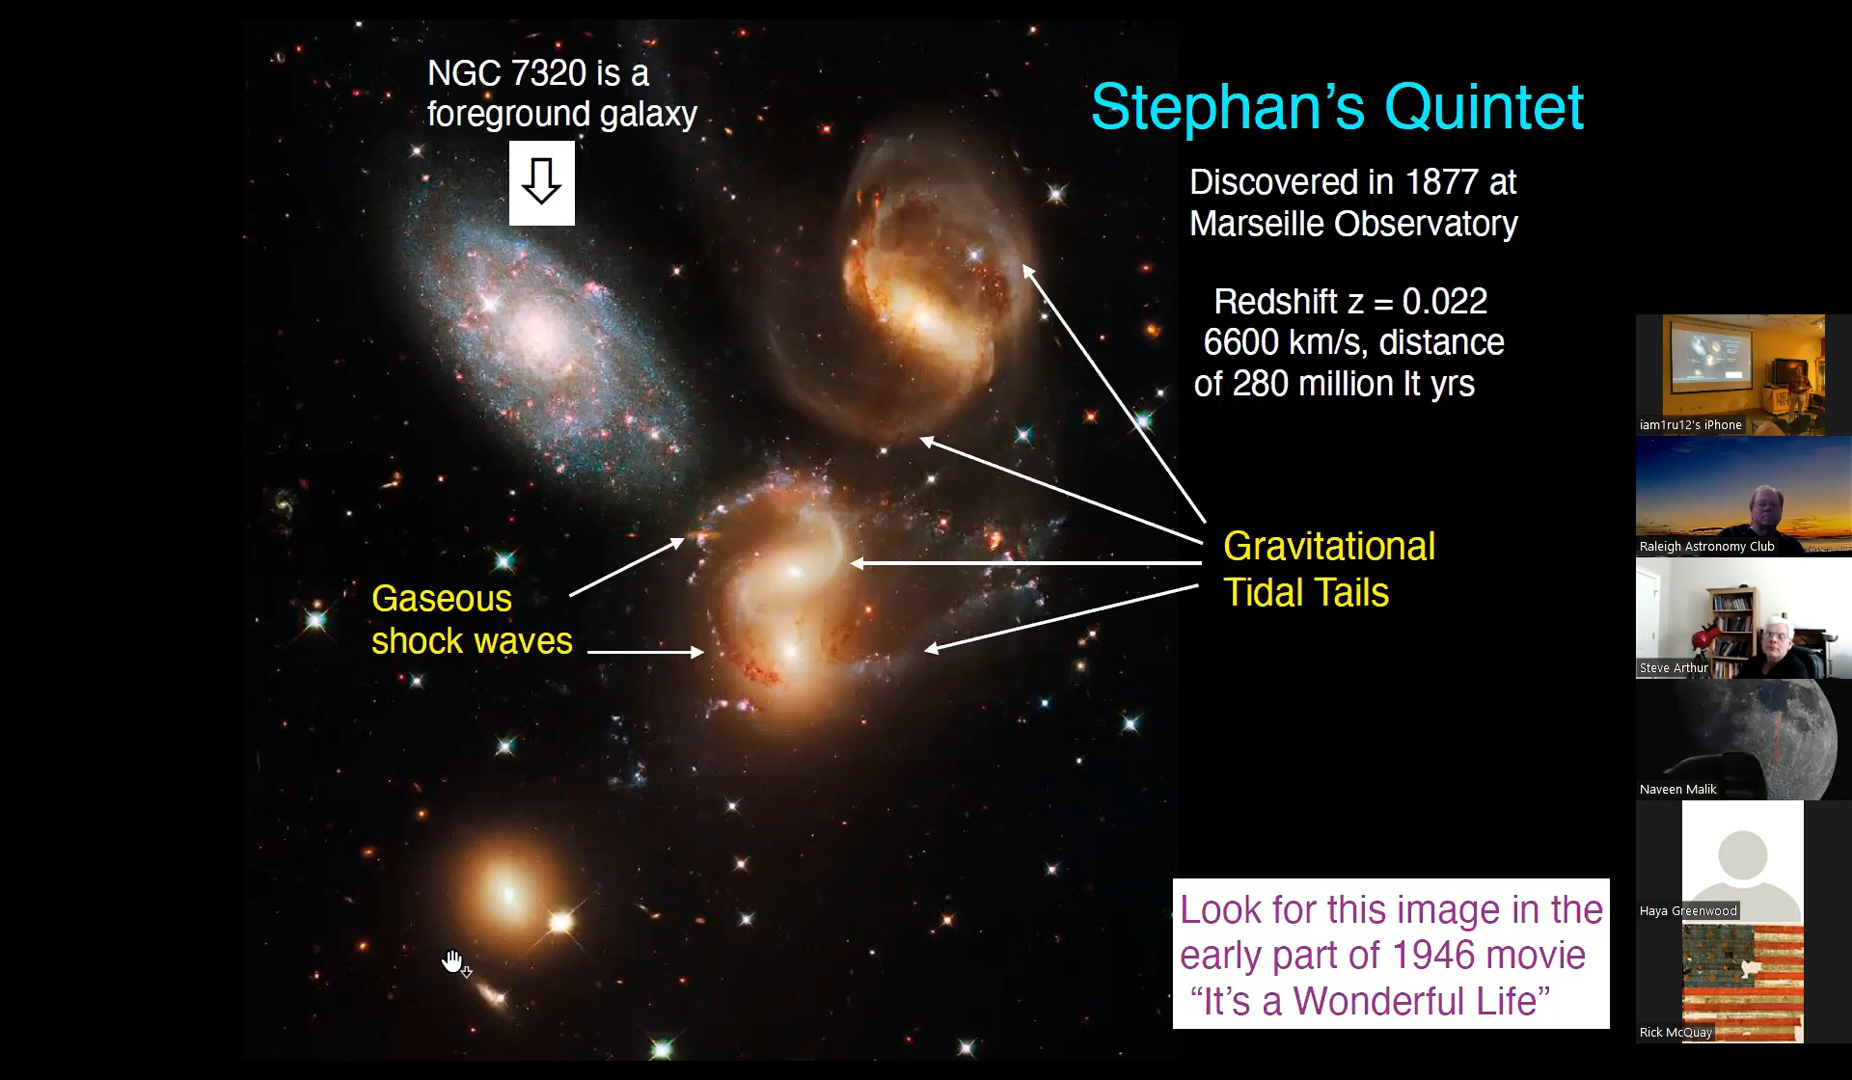 NGC 7320 is a
foreground galaxy
Stephan's Quintet
Discovered in 1877 at
Marseille Observatory
Redshift z = 0.022
6600 km/s, distance
of 280 million lt yrs
Gravitational
Tidal Tails
Gaseous
shock waves
Look for this image in the
early part of 1946 movie
“It's a Wonderful Life”
iam1ru12's iPhone
Raleigh Astronomy Club
Steve Arthur
Naveen Malik
Haya Greenwood
Rick McQuay